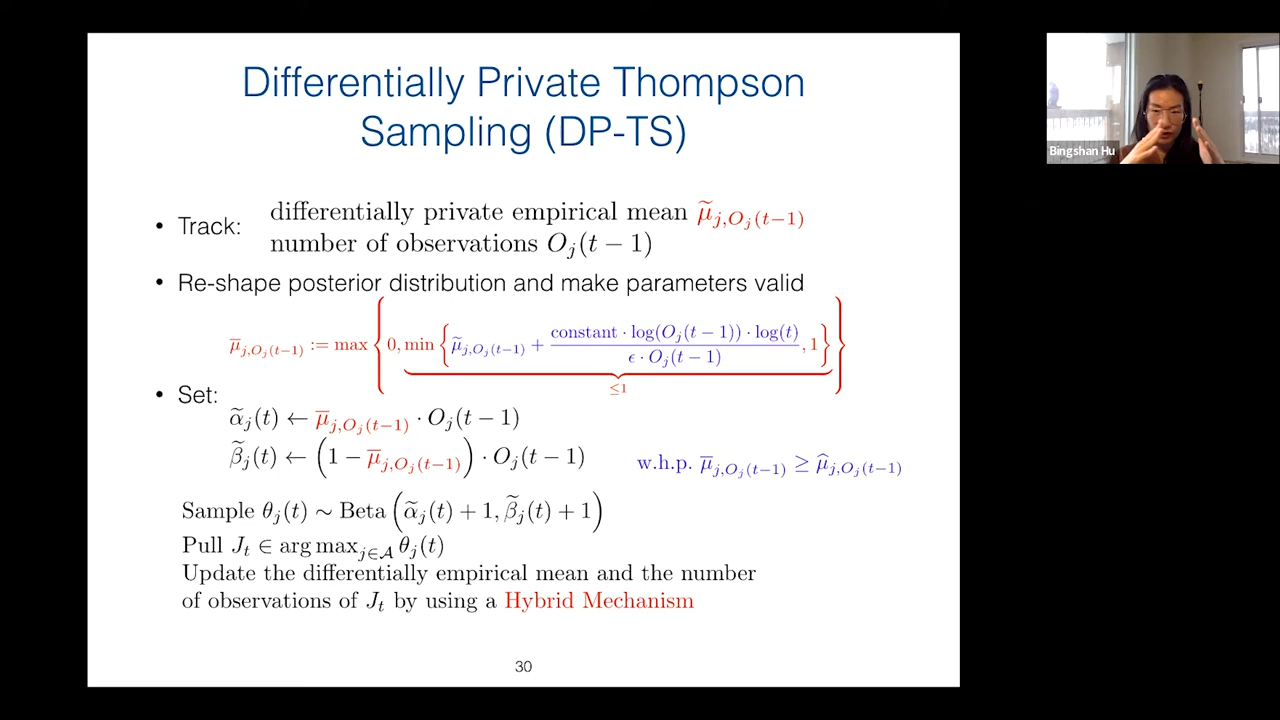 Differentially Private Thompson
Sampling (DP-TS)
• Track: differentially private empirical mean μ̃_{j,O_j(t−1)}
number of observations O_j(t − 1)
• Re-shape posterior distribution and make parameters valid
μ̅_{j,O_j(t−1)} := max { 0, min { μ̃_{j,O_j(t−1)} + constant · log(O_j(t−1)) · log(t) / ϵ · O_j(t−1) , 1 } }
≤1
• Set:
α̃_j(t) ← μ̅_{j,O_j(t−1)} · O_j(t − 1)
β̃_j(t) ← (1 − μ̅_{j,O_j(t−1)}) · O_j(t − 1)
w.h.p. μ̅_{j,O_j(t−1)} ≥ μ̂_{j,O_j(t−1)}
Sample θ_j(t) ∼ Beta (α̃_j(t) + 1, β̃_j(t) + 1)
Pull J_t ∈ arg max_{j∈𝒜} θ_j(t)
Update the differentially empirical mean and the number
of observations of J_t by using a Hybrid Mechanism
30
Bingshan Hu